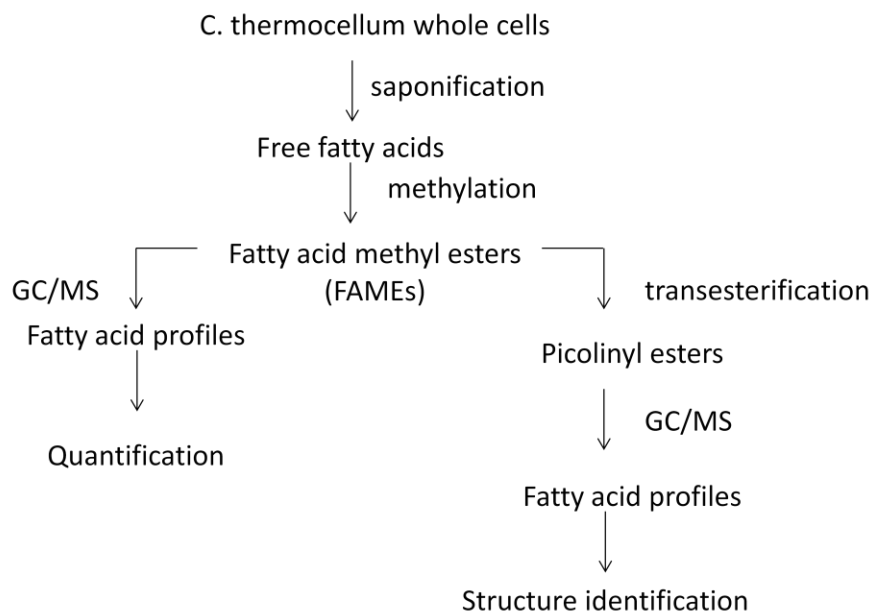 C. thermocellum whole cells
saponification
Free fatty acids
methylation
Fatty acid methyl esters
(FAMEs)
GC/MS
Fatty acid profiles
Quantification
transesterification
Picolinyl esters
GC/MS
Fatty acid profiles
Structure identification